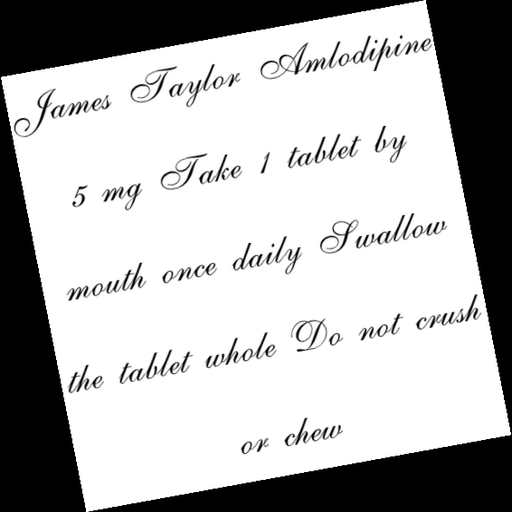 James Taylor Amlodipine
5 mg Take 1 tablet by
mouth once daily Swallow
the tablet whole Do not crush
or chew